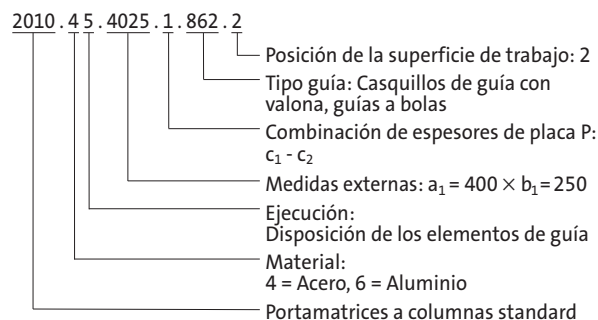 2010 . 4 5 . 4025 . 1 . 862 . 2
Posición de la superficie de trabajo: 2
Tipo guía: Casquillos de guía con
valona, guías a bolas
Combinación de espesores de placa P:
c₁ - c₂
Medidas externas: a₁ = 400 × b₁ = 250
Ejecución:
Disposición de los elementos de guía
Material:
4 = Acero, 6 = Aluminio
Portamatrices a columnas standard